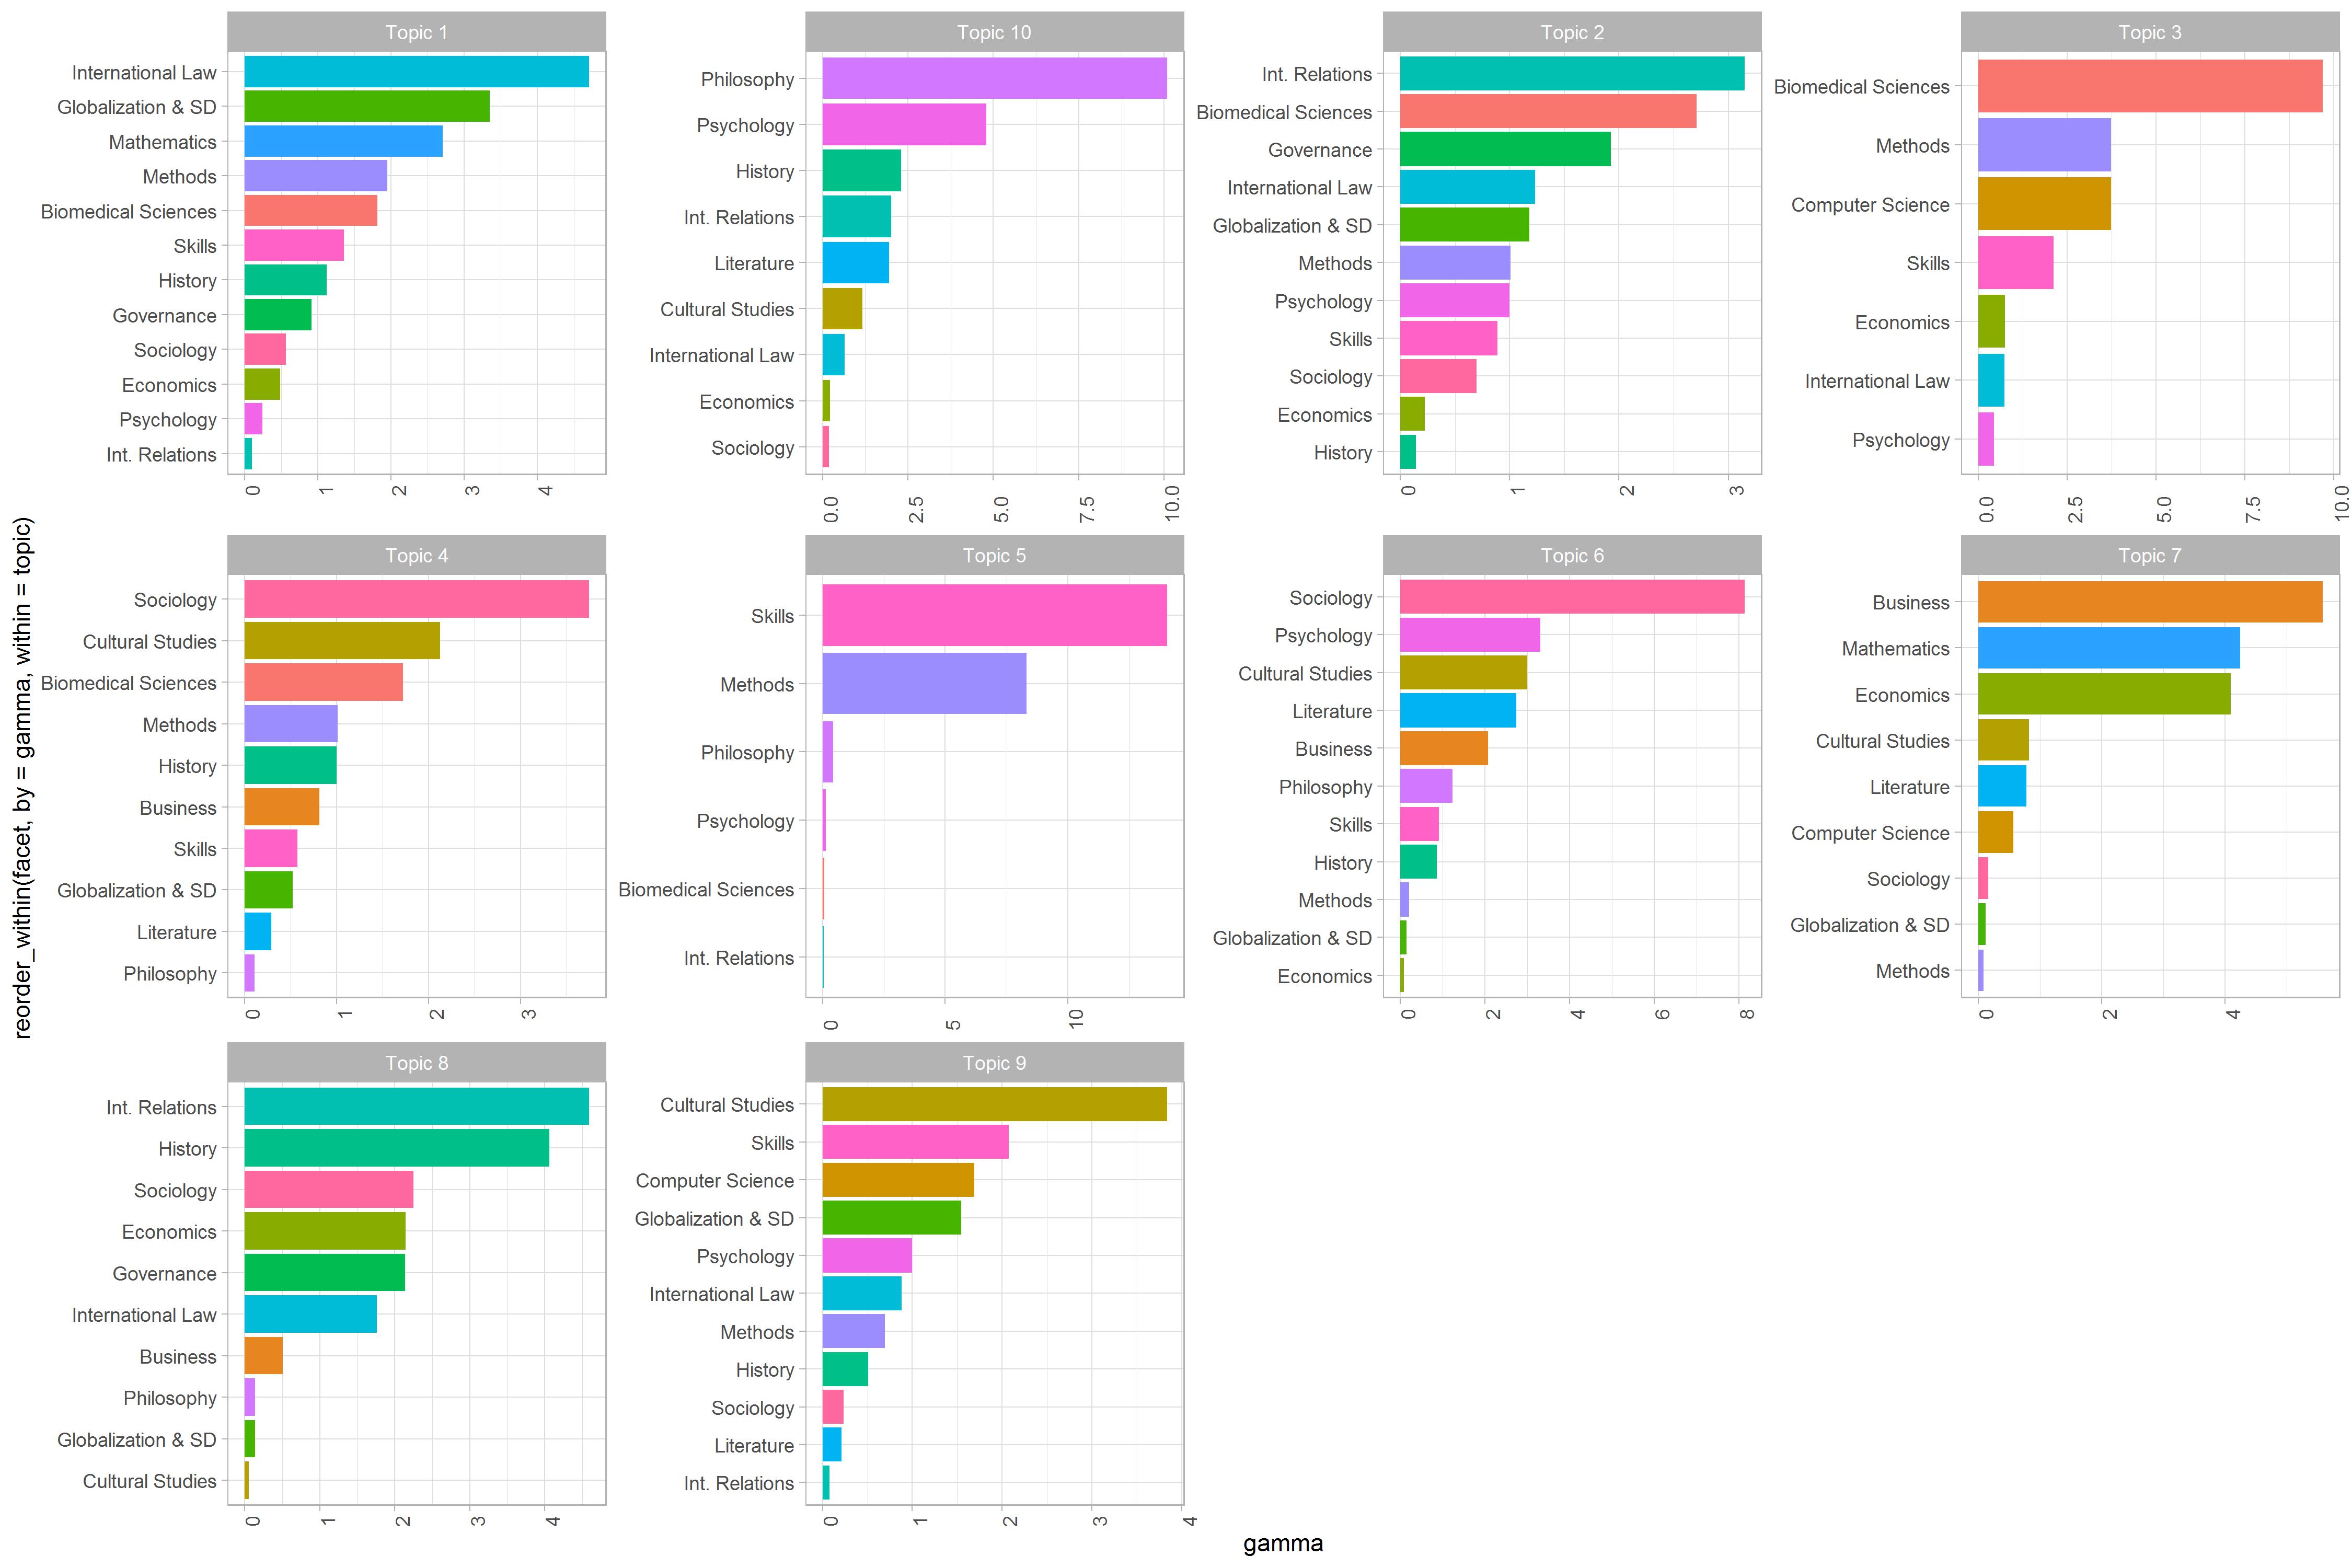 reorder_within(facet, by = gamma, within = topic)
Topic 1
International Law
Globalization & SD
Mathematics
Methods
Biomedical Sciences
Skills
History
Governance
Sociology
Economics
Psychology
Int. Relations
0 1 2 3 4
Topic 10
Philosophy
Psychology
History
Int. Relations
Literature
Cultural Studies
International Law
Economics
Sociology
0.0 2.5 5.0 7.5 10.0
Topic 2
Int. Relations
Biomedical Sciences
Governance
International Law
Globalization & SD
Methods
Psychology
Skills
Sociology
Economics
History
0 1 2 3
Topic 3
Biomedical Sciences
Methods
Computer Science
Skills
Economics
International Law
Psychology
0.0 2.5 5.0 7.5 10.0
Topic 4
Sociology
Cultural Studies
Biomedical Sciences
Methods
History
Business
Skills
Globalization & SD
Literature
Philosophy
0 1 2 3
Topic 5
Skills
Methods
Philosophy
Psychology
Biomedical Sciences
Int. Relations
0 5 10
Topic 6
Sociology
Psychology
Cultural Studies
Literature
Business
Philosophy
Skills
History
Methods
Globalization & SD
Economics
0 2 4 6 8
Topic 7
Business
Mathematics
Economics
Cultural Studies
Literature
Computer Science
Sociology
Globalization & SD
Methods
0 2 4
Topic 8
Int. Relations
History
Sociology
Economics
Governance
International Law
Business
Philosophy
Globalization & SD
Cultural Studies
0 1 2 3 4
Topic 9
Cultural Studies
Skills
Computer Science
Globalization & SD
Psychology
International Law
Methods
History
Sociology
Literature
Int. Relations
0 1 2 3 4
gamma